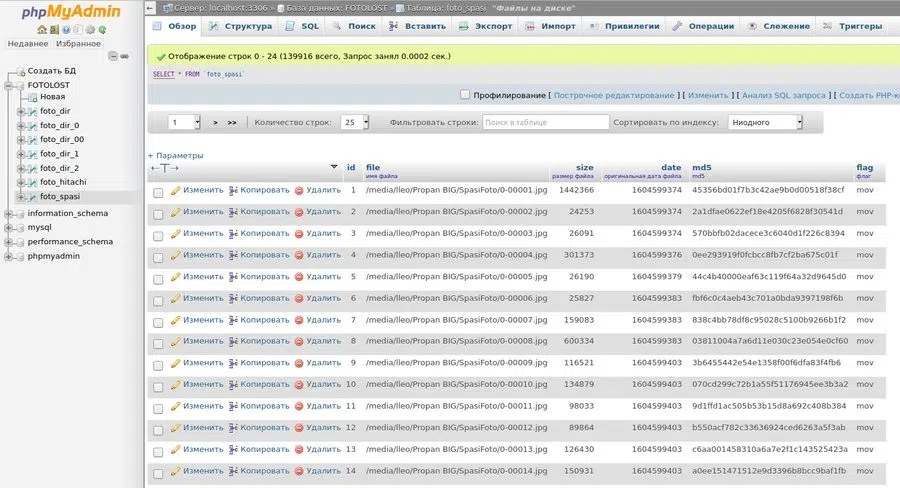 phpMyAdmin
Недавнее Избранное
Создать БД
FOTOLOST
Новая
foto_dir
foto_dir_0
foto_dir_00
foto_dir_1
foto_dir_2
foto_hitachi
foto_spasi
information_schema
mysql
performance_schema
phpmyadmin
Сервер: localhost:3306 » База данных: FOTOLOST » Таблица: foto_spasi "Файлы на диске"
Обзор Структура SQL Поиск Вставить Экспорт Импорт Привилегии Операции Слежение Триггеры
Отображение строк 0 - 24 (139916 всего, Запрос занял 0.0002 сек.)
SELECT * FROM `foto_spasi`
Профилирование [ Построчное редактирование ] [ Изменить ] [ Анализ SQL запроса ] [ Создать PHP-к
1 > >> Количество строк: 25 Фильтровать строки: Поиск в таблице Сортировать по индексу: Ниодного
+ Параметры
←T→ id file size date md5 flag
имя файла размер файла оригинальная дата файла md5 флаг
Изменить Копировать Удалить 1 /media/lleo/Propan BIG/SpasiFoto/0-00001.jpg 1442366 1604599374 45356bd01f7b3c42ae9b0d00518f38cf mov
Изменить Копировать Удалить 2 /media/lleo/Propan BIG/SpasiFoto/0-00002.jpg 24253 1604599374 2a1dfae0622ef18e4205f6828f30541d mov
Изменить Копировать Удалить 3 /media/lleo/Propan BIG/SpasiFoto/0-00003.jpg 26091 1604599374 570bbfb02dacece3c6040d1f226c8394 mov
Изменить Копировать Удалить 4 /media/lleo/Propan BIG/SpasiFoto/0-00004.jpg 301373 1604599376 0ee293919f0fcbcc8fb7cf2ba675c01f mov
Изменить Копировать Удалить 5 /media/lleo/Propan BIG/SpasiFoto/0-00005.jpg 26190 1604599379 44c4b40000eaf63c119f64a32d9645d0 mov
Изменить Копировать Удалить 6 /media/lleo/Propan BIG/SpasiFoto/0-00006.jpg 25827 1604599383 fbf6c0c4aeb43c701a0bda9397198f6b mov
Изменить Копировать Удалить 7 /media/lleo/Propan BIG/SpasiFoto/0-00007.jpg 159083 1604599383 838c4bb78df8c95028c5100b9266b1f2 mov
Изменить Копировать Удалить 8 /media/lleo/Propan BIG/SpasiFoto/0-00008.jpg 600334 1604599383 03811004a7a6d11e030c23e054e0cf60 mov
Изменить Копировать Удалить 9 /media/lleo/Propan BIG/SpasiFoto/0-00009.jpg 116521 1604599403 3b6455442e54e1358f00f6dfa83f4fb6 mov
Изменить Копировать Удалить 10 /media/lleo/Propan BIG/SpasiFoto/0-00010.jpg 134879 1604599403 070cd299c72b1a55f51176945ee3b3a2 mov
Изменить Копировать Удалить 11 /media/lleo/Propan BIG/SpasiFoto/0-00011.jpg 98033 1604599403 9d1ffd1ac505b53b15d8a692c408b384 mov
Изменить Копировать Удалить 12 /media/lleo/Propan BIG/SpasiFoto/0-00012.jpg 89864 1604599403 b550acf782c33636924ced6263a5f3ab mov
Изменить Копировать Удалить 13 /media/lleo/Propan BIG/SpasiFoto/0-00013.jpg 126430 1604599403 c6aa001458310a6a7e2f1c143525423a mov
Изменить Копировать Удалить 14 /media/lleo/Propan BIG/SpasiFoto/0-00014.jpg 150931 1604599403 a0ee151471512e9d3396b8bcc9baf1fb mov